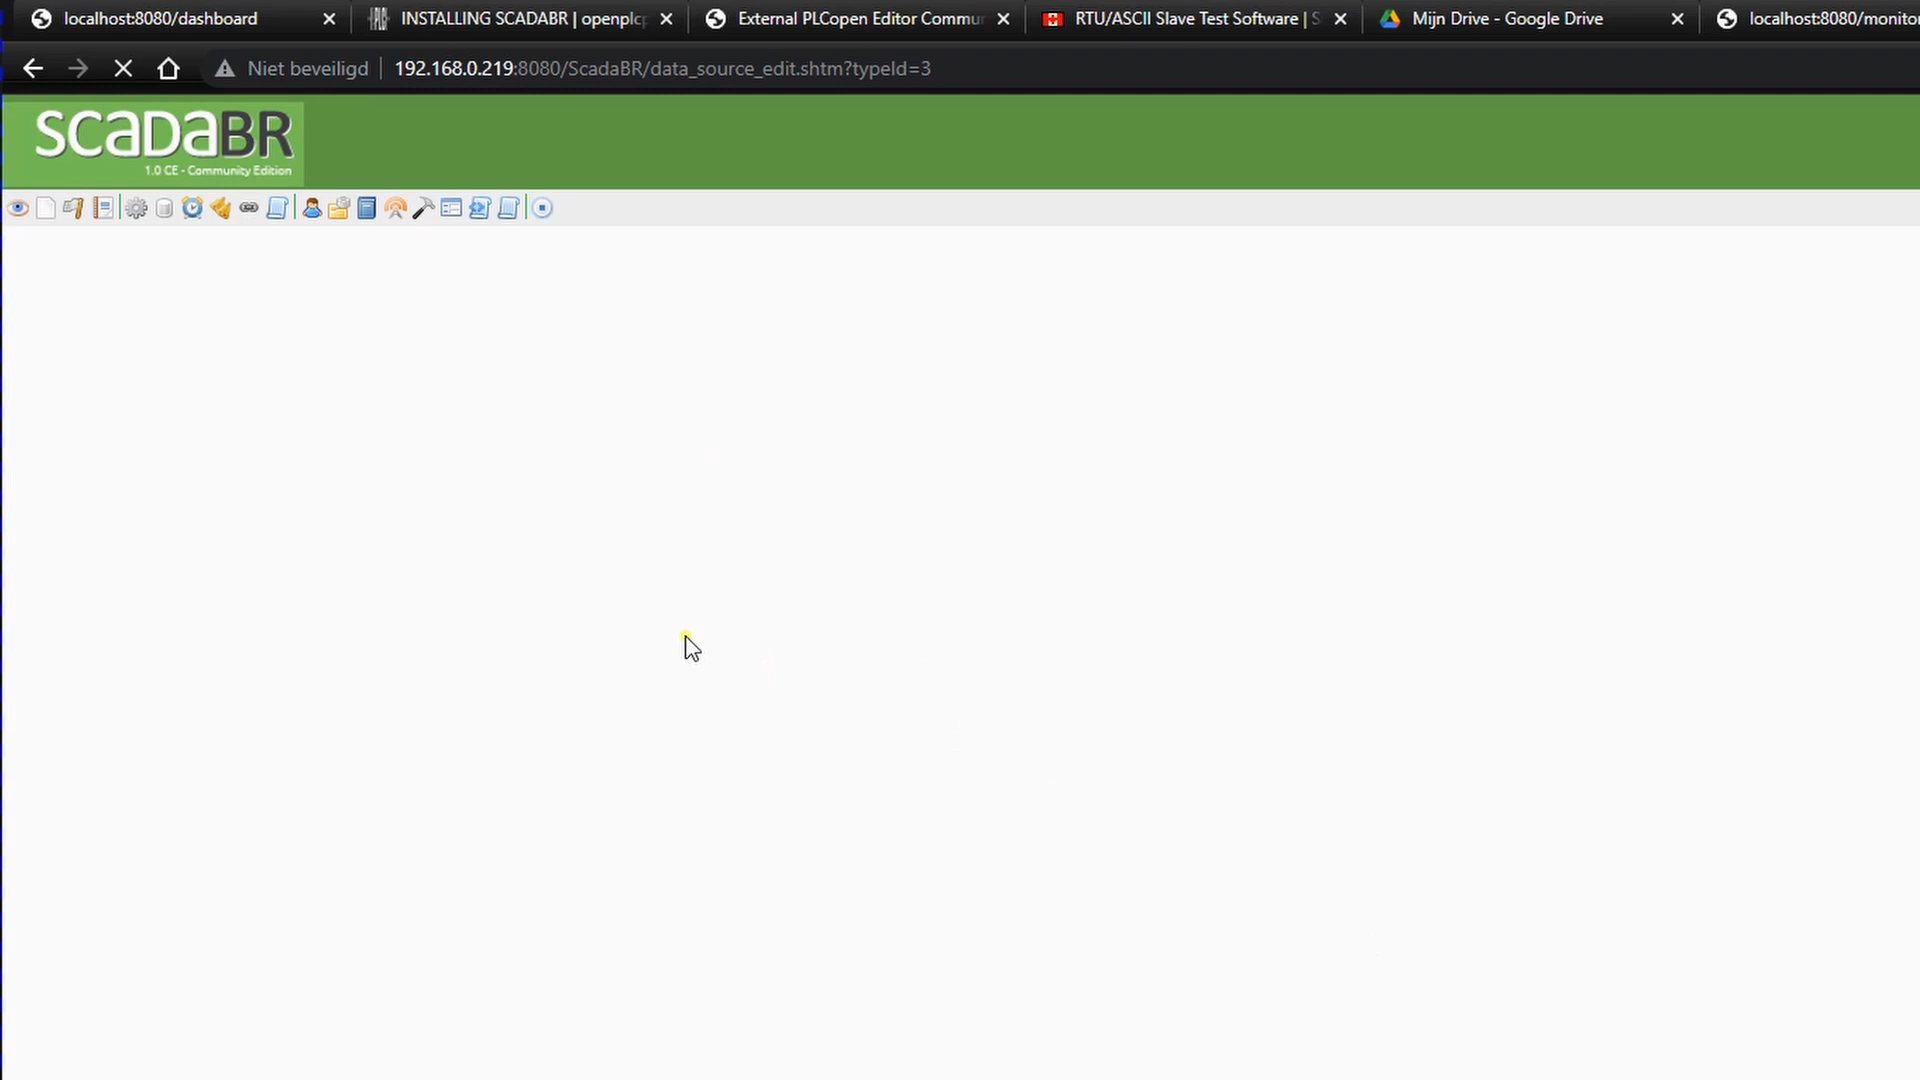 localhost:8080/dashboard
INSTALLING SCADABR | openplcp
External PLCopen Editor Commu
RTU/ASCII Slave Test Software | S
Mijn Drive - Google Drive
localhost:8080/monito
Niet beveiligd
192.168.0.219:8080/ScadaBR/data_source_edit.shtm?typeId=3
ScadaBR
1.0 CE - Community Edition